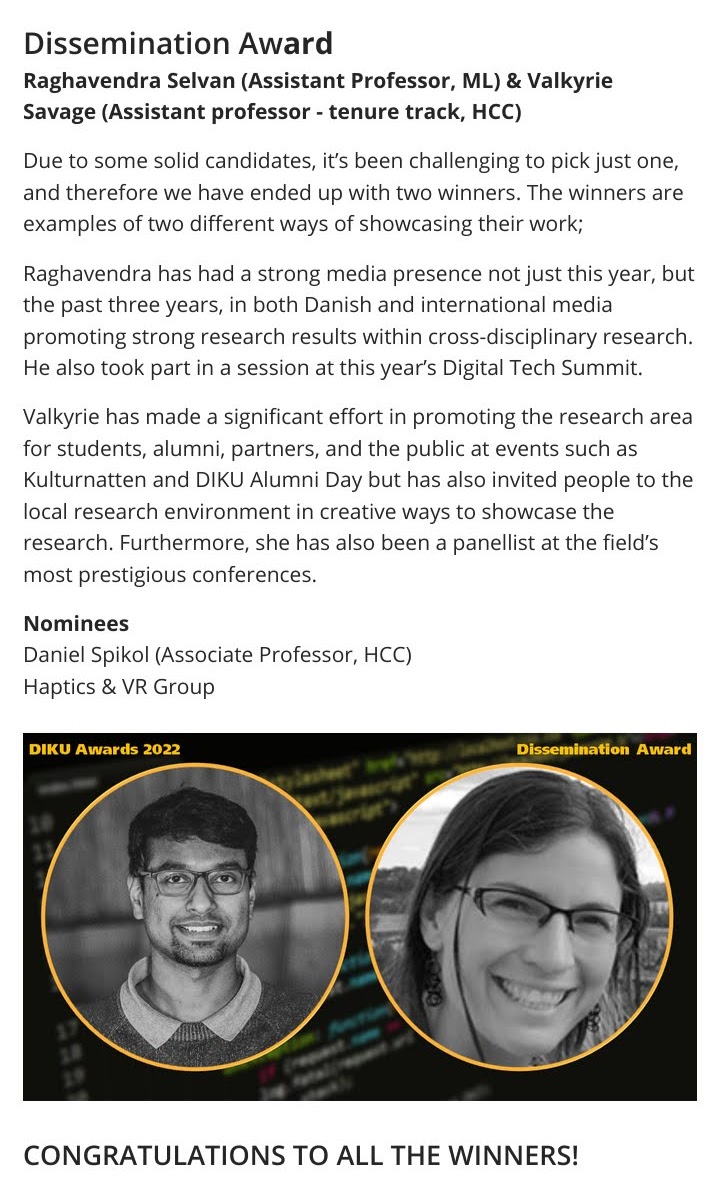 Dissemination Award
Raghavendra Selvan (Assistant Professor, ML) & Valkyrie
Savage (Assistant professor - tenure track, HCC)
Due to some solid candidates, it’s been challenging to pick just one,
and therefore we have ended up with two winners. The winners are
examples of two different ways of showcasing their work;
Raghavendra has had a strong media presence not just this year, but
the past three years, in both Danish and international media
promoting strong research results within cross-disciplinary research.
He also took part in a session at this year’s Digital Tech Summit.
Valkyrie has made a significant effort in promoting the research area
for students, alumni, partners, and the public at events such as
Kulturnatten and DIKU Alumni Day but has also invited people to the
local research environment in creative ways to showcase the
research. Furthermore, she has also been a panellist at the field’s
most prestigious conferences.
Nominees
Daniel Spikol (Associate Professor, HCC)
Haptics & VR Group
DIKU Awards 2022
Dissemination Award
CONGRATULATIONS TO ALL THE WINNERS!